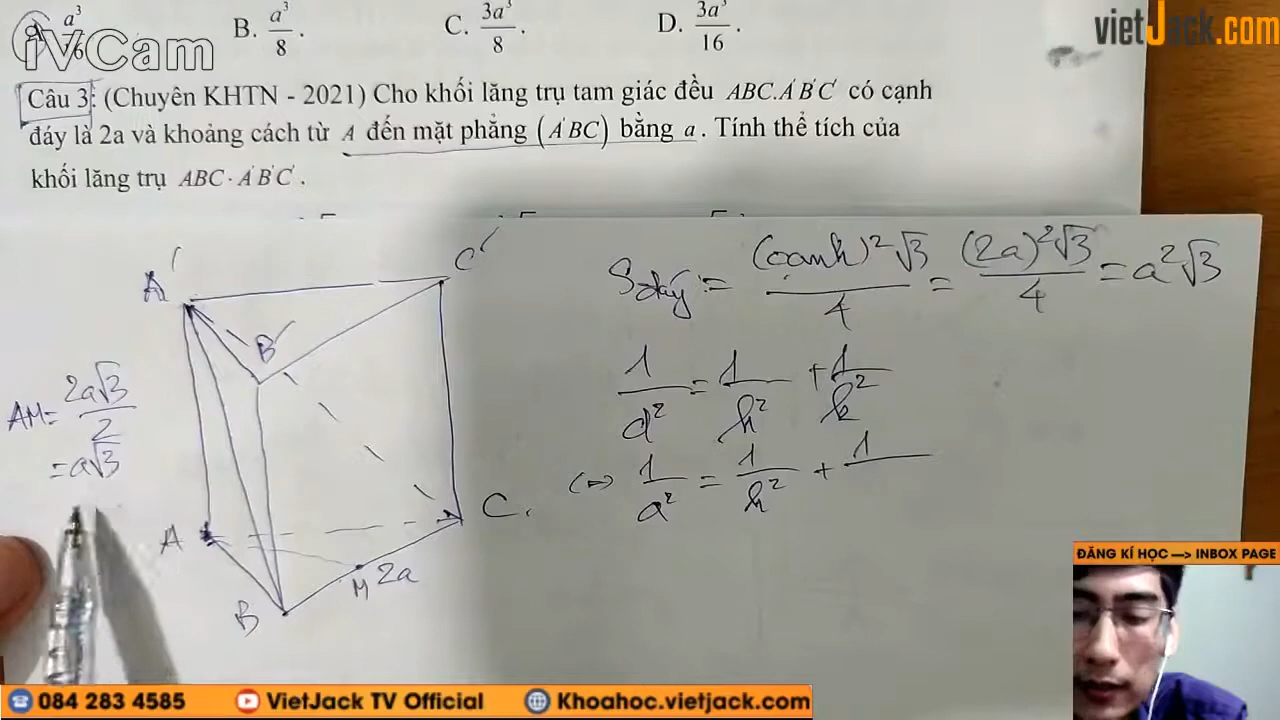 A. a³/16
B. a³/8.
C. 3a³/8.
D. 3a³/16.
iVCam
vietJack.com
Câu 3: (Chuyên KHTN - 2021) Cho khối lăng trụ tam giác đều ABC.A'B'C' có cạnh
đáy là 2a và khoảng cách từ A đến mặt phẳng (A'BC) bằng a. Tính thể tích của
khối lăng trụ ABC·A'B'C'.
A'
C'
B'
A
B
C.
M
2a
AM = 2a√3/2
= a√3
Sđáy = (cạnh)²√3/4 = (2a)²√3/4 = a²√3
1/d² = 1/h² + 1/k²
(=) 1/a² = 1/h² + 1/
ĐĂNG KÍ HỌC —> INBOX PAGE
084 283 4585
VietJack TV Official
Khoahoc.vietjack.com